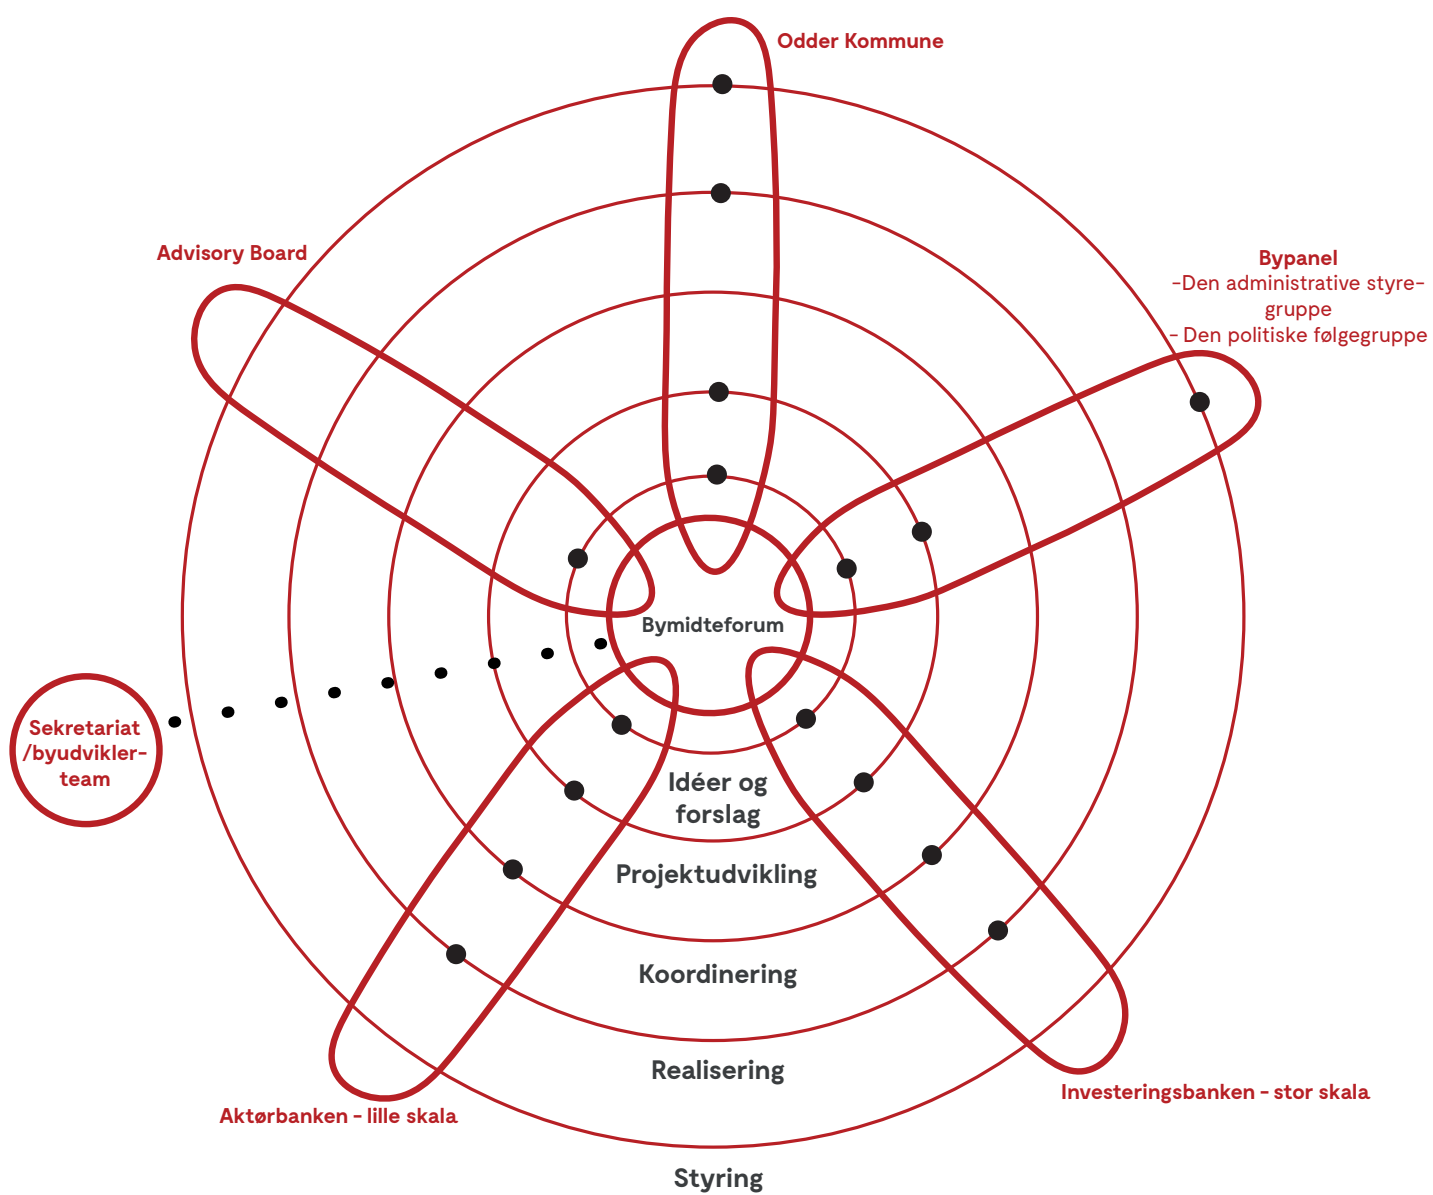 Odder Kommune
Advisory Board
Bypanel
-Den administrative styre-
gruppe
- Den politiske følgegruppe
Bymidteforum
Sekretariat
/byudvikler-
team
Idéer og
forslag
Projektudvikling
Koordinering
Realisering
Investeringsbanken - stor skala
Aktørbanken - lille skala
Styring